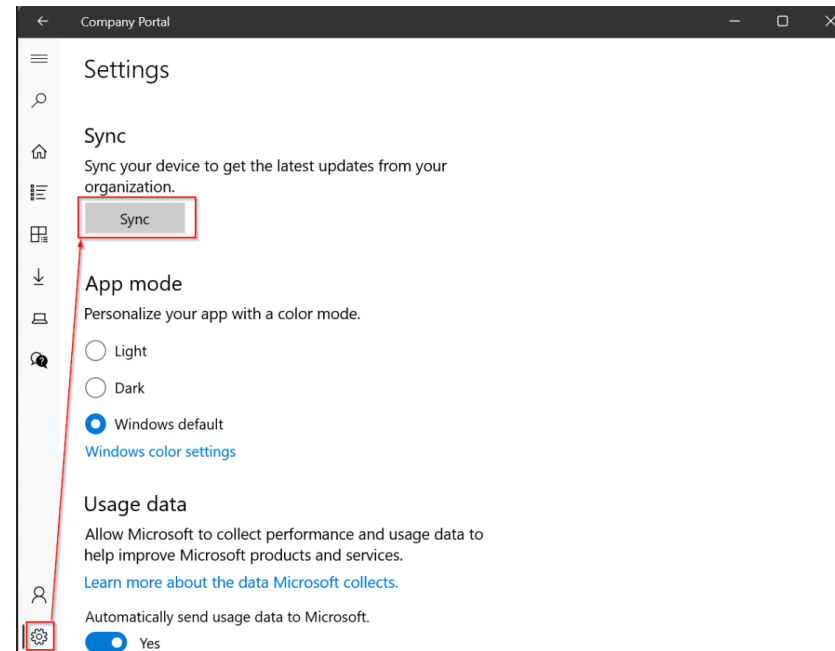 Company Portal
Settings
Sync
Sync your device to get the latest updates from your
organization.
Sync
App mode
Personalize your app with a color mode.
Light
Dark
Windows default
Windows color settings
Usage data
Allow Microsoft to collect performance and usage data to
help improve Microsoft products and services.
Learn more about the data Microsoft collects.
Automatically send usage data to Microsoft.
Yes